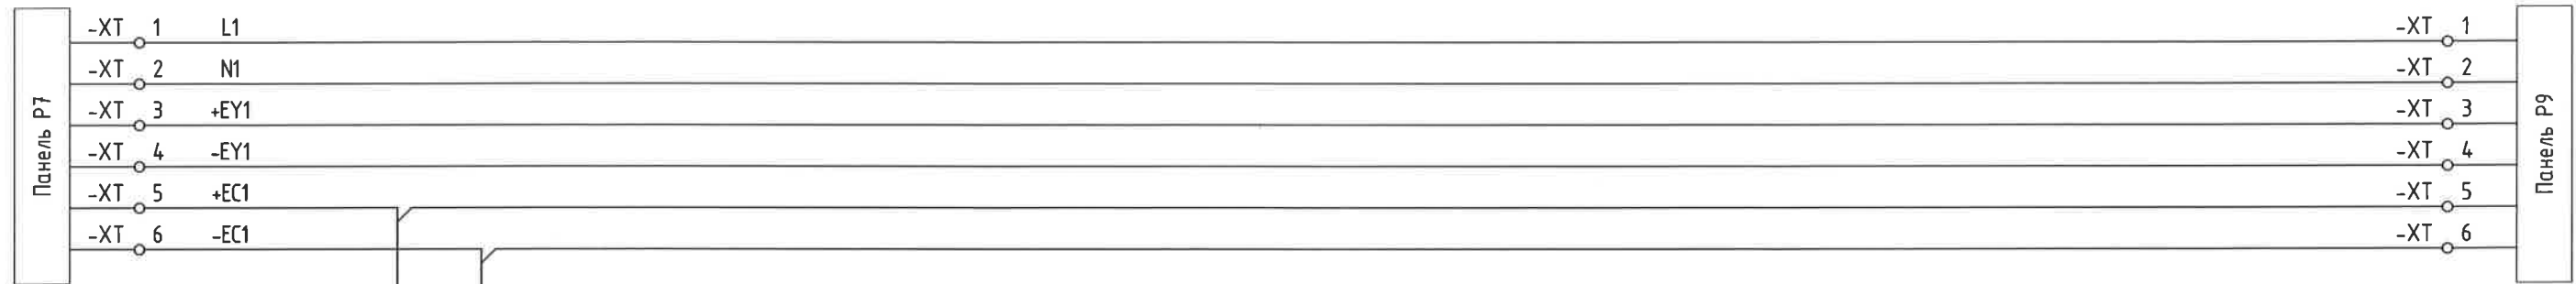 Панель Р7
-XT 1 L1
-XT 2 N1
-XT 3 +EY1
-XT 4 -EY1
-XT 5 +EC1
-XT 6 -EC1
-XT 1
-XT 2
-XT 3
-XT 4
-XT 5
-XT 6
Панель Р9